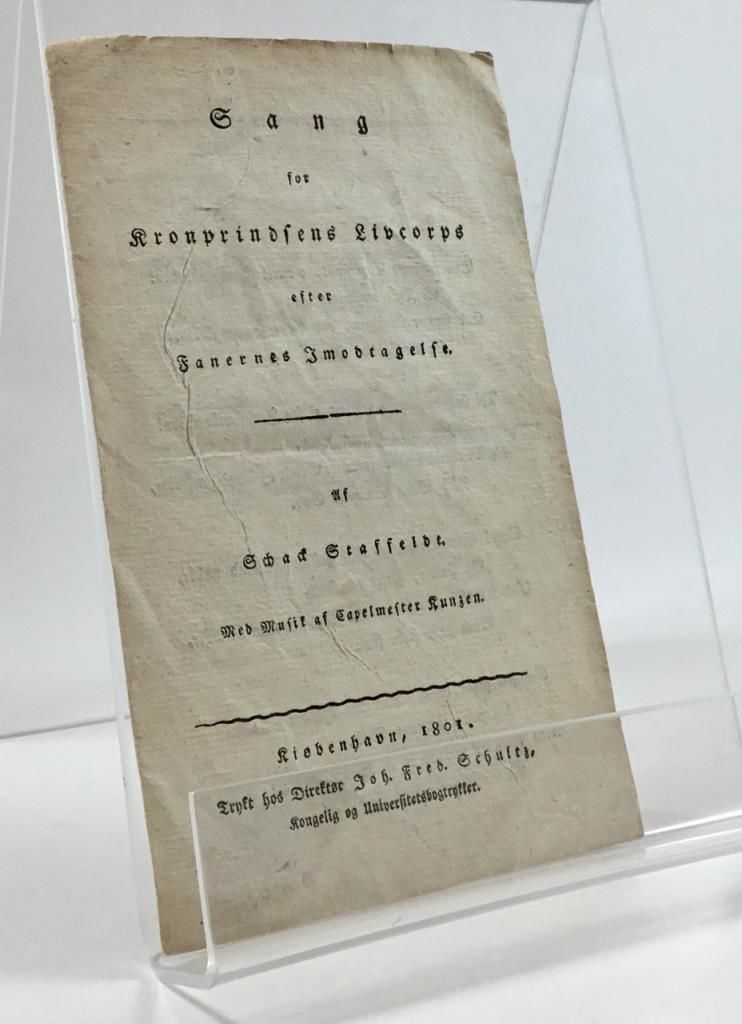 Sang
for
Kronprindſens Livcorps
efter
Fanernes Imodtagelſe.
Af
Schack Staffeldt.
Med Muſik af Capelmeſter Kunzen.
Kiøbenhavn, 1801.
Trykt hos Direktør Joh. Fred. Schultz,
Kongelig og Univerſitetsbogtrykker.